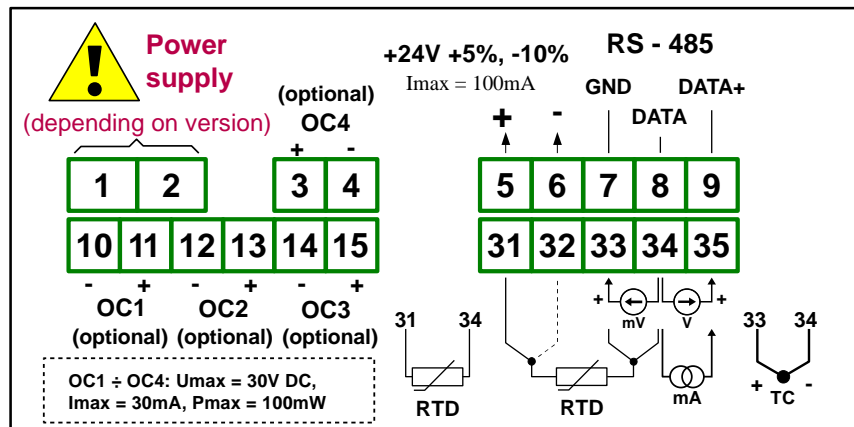 Power
supply
(depending on version)
(optional)
OC4
+ -
+24V +5%, -10%
Imax = 100mA
+ -
RS - 485
GND DATA+
DATA
1 2 3 4 5 6 7 8 9
10 11 12 13 14 15 31 32 33 34 35
- + - + - +
OC1 OC2 OC3
(optional) (optional) (optional)
+ mV V +
31 34
RTD
RTD
mA
33 34
+ TC -
OC1 ÷ OC4: Umax = 30V DC,
Imax = 30mA, Pmax = 100mW